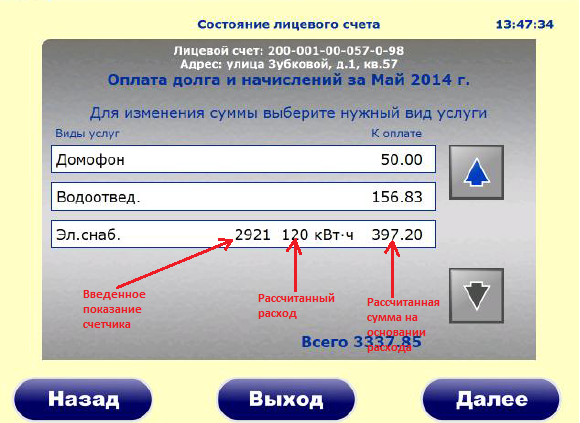 Состояние лицевого счета 13:47:34
Лицевой счет: 200-001-00-057-0-98
Адрес: улица Зубковой, д.1, кв.57
Оплата долга и начислений за Май 2014 г.
Для изменения суммы выберите нужный вид услуги
Виды услуг К оплате
Домофон 50.00
Водоотвед. 156.83
Эл.снаб. 2921 120 кВт·ч 397.20
Введенное
показание
счетчика
Рассчитанный
расход
Рассчитанная
сумма на
основании
расхода
Всего 3337.85
Назад Выход Далее